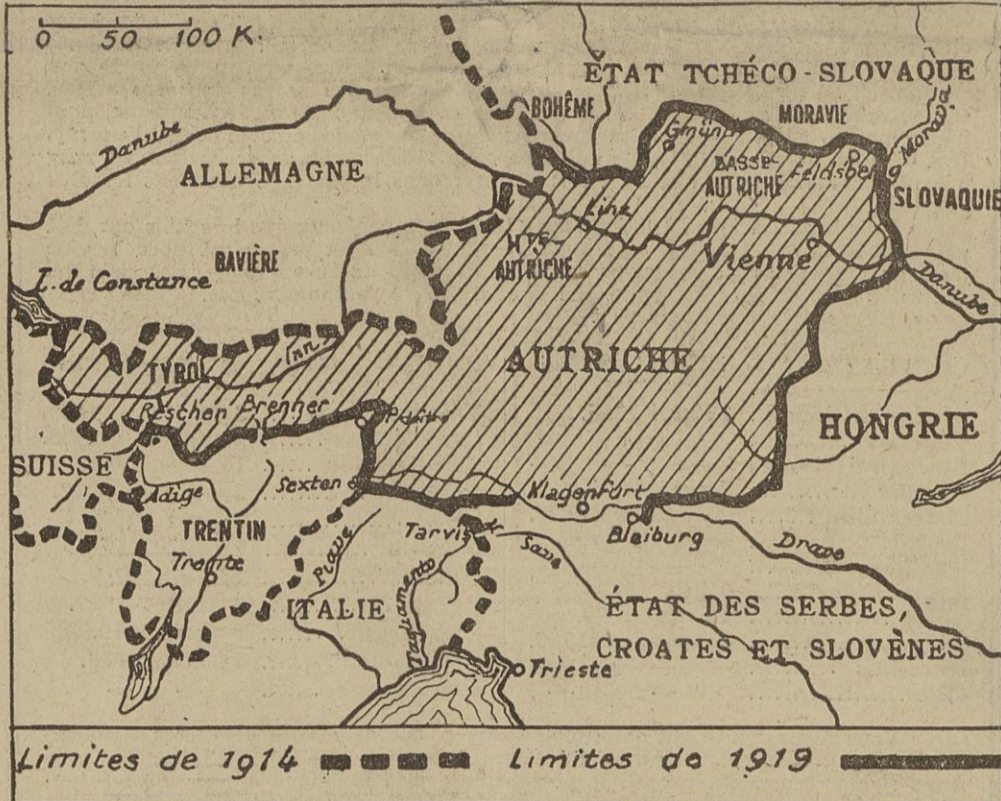 0 50 100 K.
ÉTAT TCHÉCO-SLOVAQUE
BOHÊME
MORAVIE
Gmünd
Danube
Morava
ALLEMAGNE
BASSE-
AUTRICHE
Feldsberg
SLOVAQUIE
Linz
HTE-
AUTRICHE
Vienne
BAVIÈRE
L. de Constance
Danube
Inn
TYROL
AUTRICHE
Reschen
Brenner
HONGRIE
SUISSE
Sexten
Klagenfurt
Adige
TRENTIN
Tarvis
Bleiburg
Save
Drave
Trente
Piave
Tagliamento
ITALIE
ÉTAT DES SERBES,
CROATES ET SLOVÈNES
Trieste
Limites de 1914
Limites de 1919